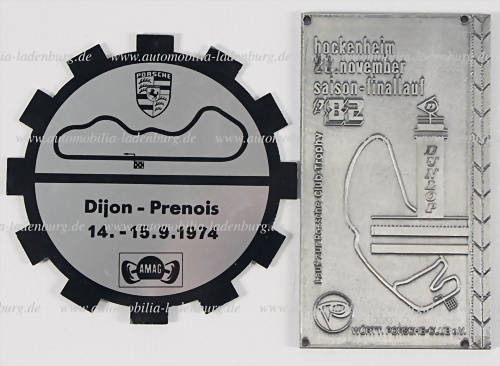 PORSCHE
Dijon - Prenois
14. - 15.9.1974
AMAG
hockenheim
november
saison-finallauf
'82
DUNLOP
Lauf zur Porsche Club Trophy
WÜRTT. PORSCHE-CLUB e.V.
www.automobilia-ladenburg.de